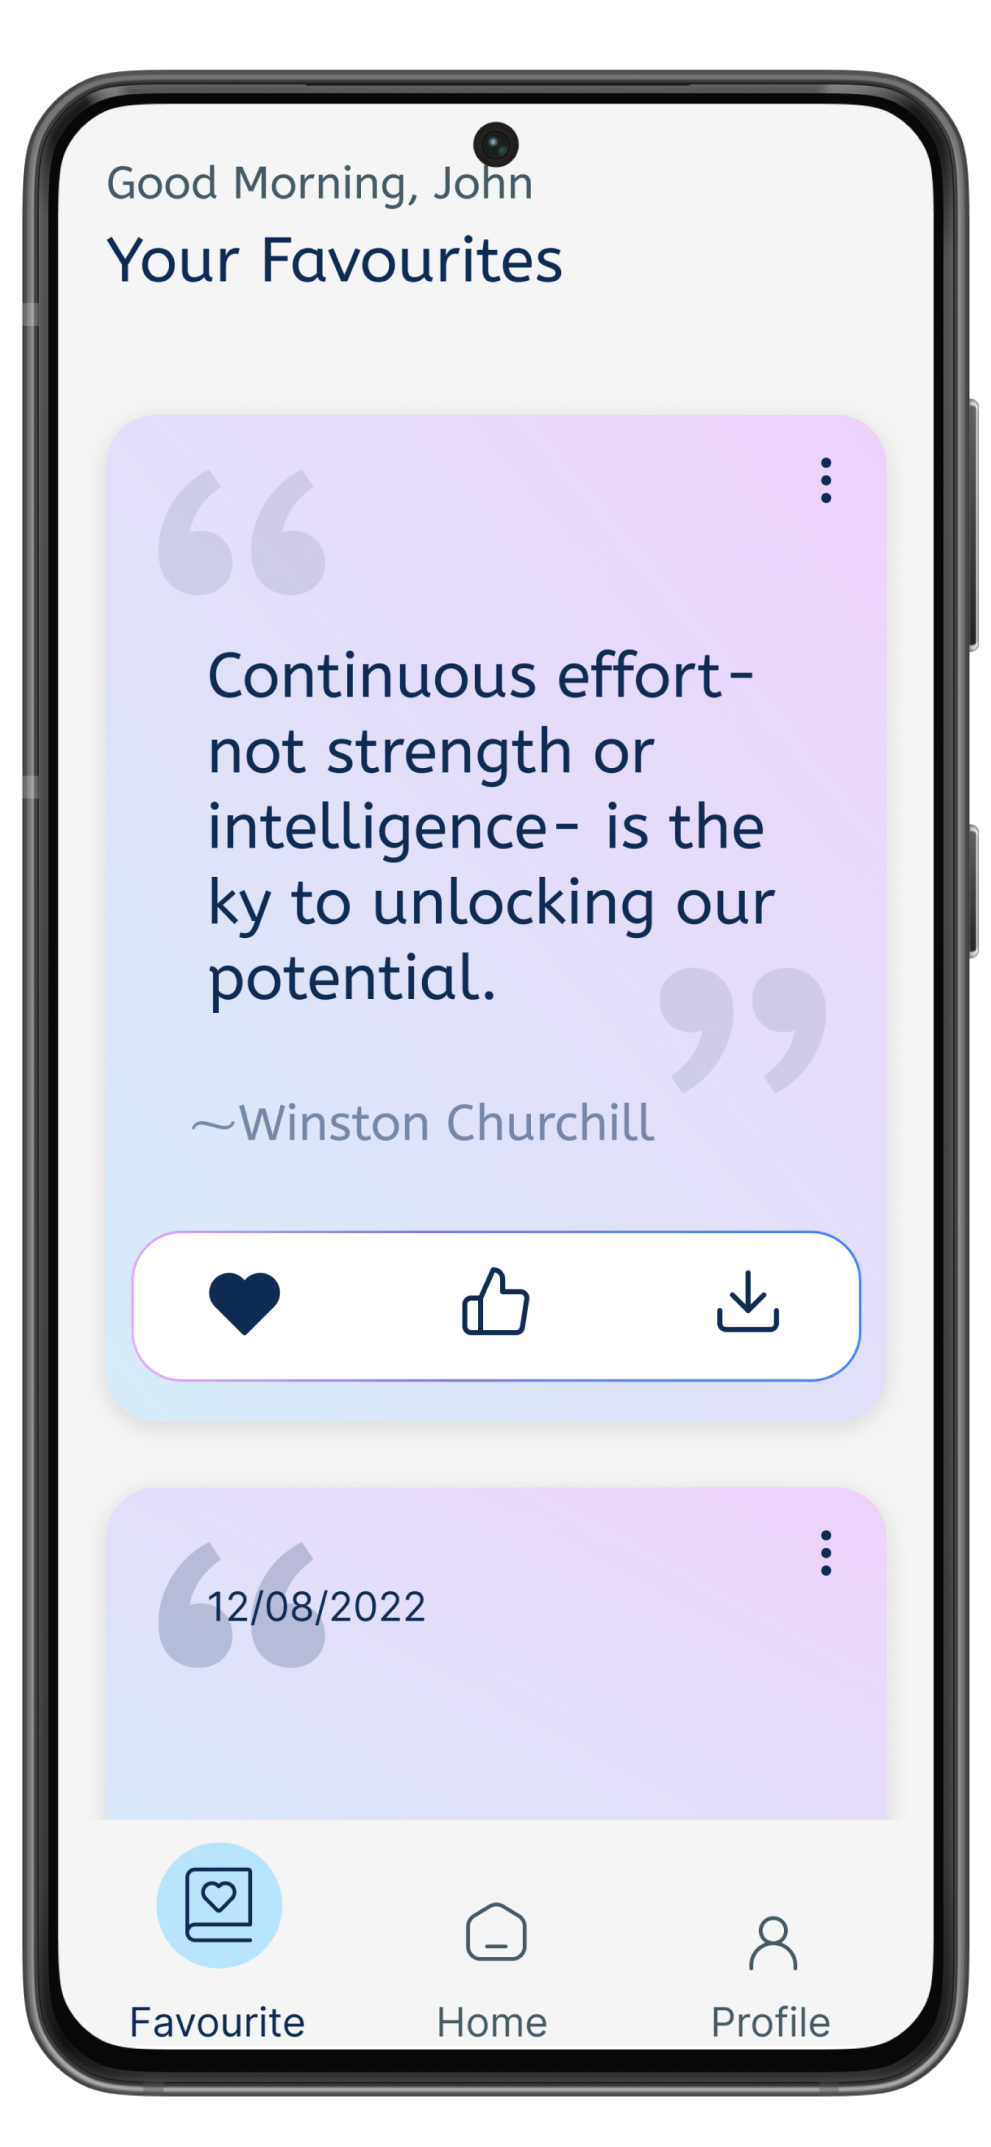 Good Morning, John
Your Favourites
“
Continuous effort-
not strength or
intelligence- is the
ky to unlocking our
potential.
”
~Winston Churchill
“
12/08/2022
Favourite
Home
Profile